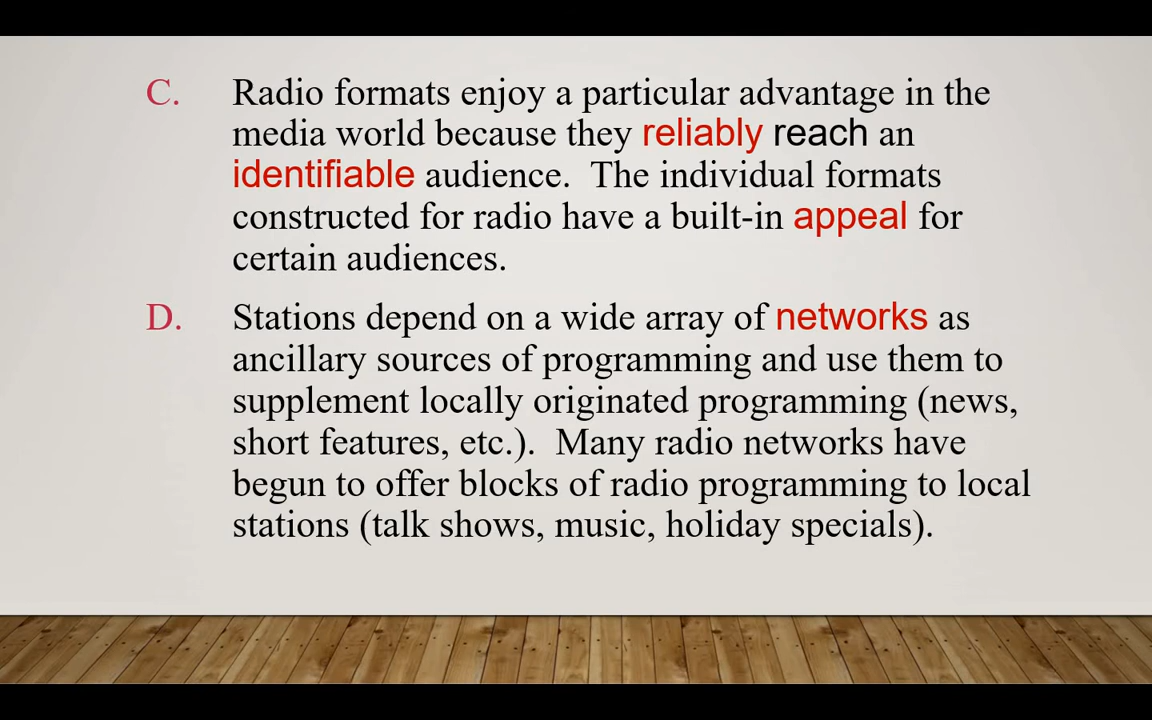 C. Radio formats enjoy a particular advantage in the
media world because they reliably reach an
identifiable audience.  The individual formats
constructed for radio have a built-in appeal for
certain audiences.
D. Stations depend on a wide array of networks as
ancillary sources of programming and use them to
supplement locally originated programming (news,
short features, etc.).  Many radio networks have
begun to offer blocks of radio programming to local
stations (talk shows, music, holiday specials).